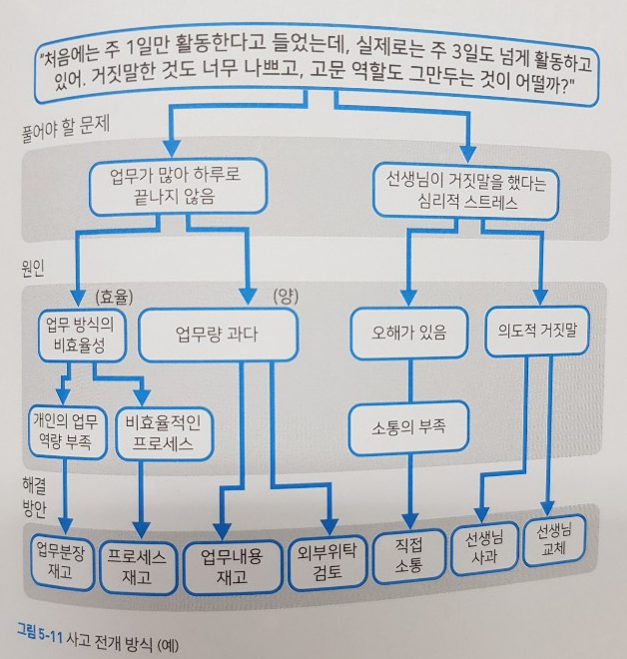 "처음에는 주 1일만 활동한다고 들었는데, 실제로는 주 3일도 넘게 활동하고
있어. 거짓말한 것도 너무 나쁘고, 고문 역할도 그만두는 것이 어떨까?"
풀어야 할 문제
업무가 많아 하루로
끝나지 않음
선생님이 거짓말을 했다는
심리적 스트레스
원인
(효율)
(양)
업무 방식의
비효율성
업무량 과다
오해가 있음
의도적 거짓말
개인의 업무
역량 부족
비효율적인
프로세스
소통의 부족
해결
방안
업무분장
재고
프로세스
재고
업무내용
재고
외부위탁
검토
직접
소통
선생님
사과
선생님
교체
그림 5-11 사고 전개 방식 (예)